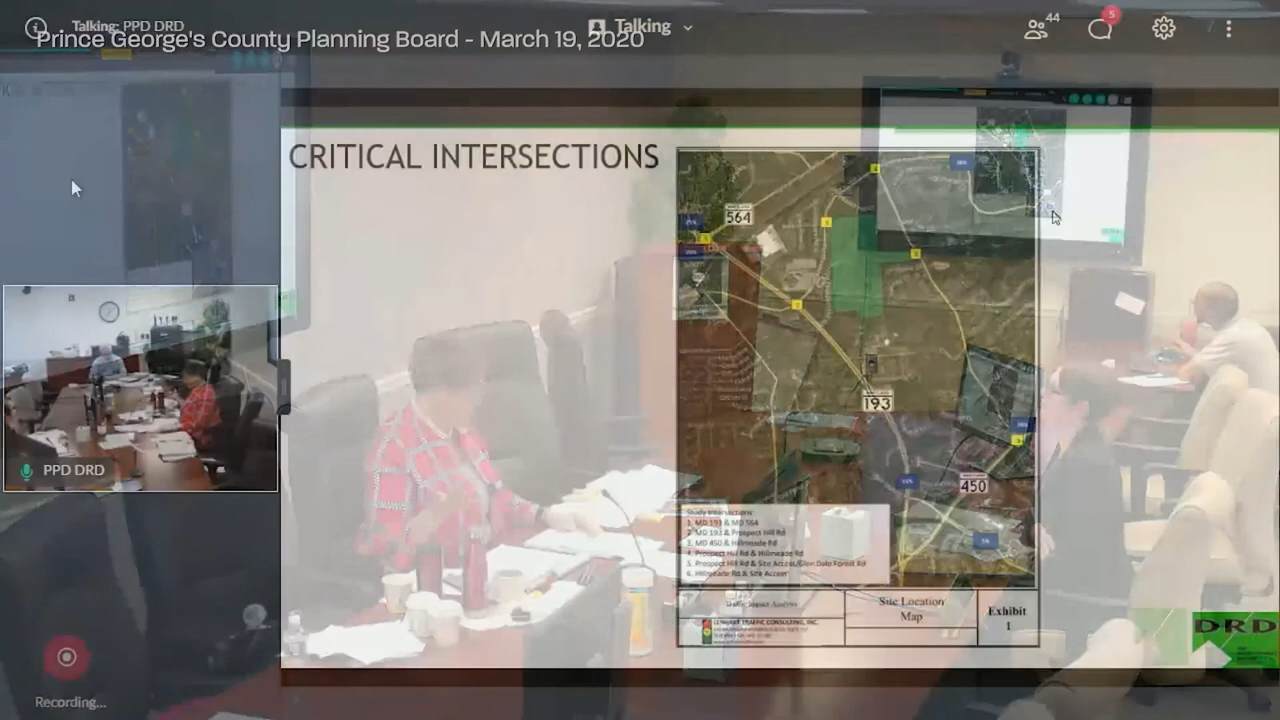 Talking: PPD DRD
Prince George's County Planning Board - March 19, 2020
Talking
44
5
CRITICAL INTERSECTIONS
564
193
450
PPD DRD
Study Intersections:
1. MD 193 & MD 564
2. MD 193 & Prospect Hill Rd
3. MD 450 & Hillmeade Rd
4. Prospect Hill Rd & Hillmeade Rd
5. Prospect Hill Rd & Site Access/Glen Dale Forest Rd
6. Hillmeade Rd & Site Access
Traffic Impact Analysis
Site Location
Map
Exhibit
1
LENHART TRAFFIC CONSULTING, INC.
DRD
Recording...